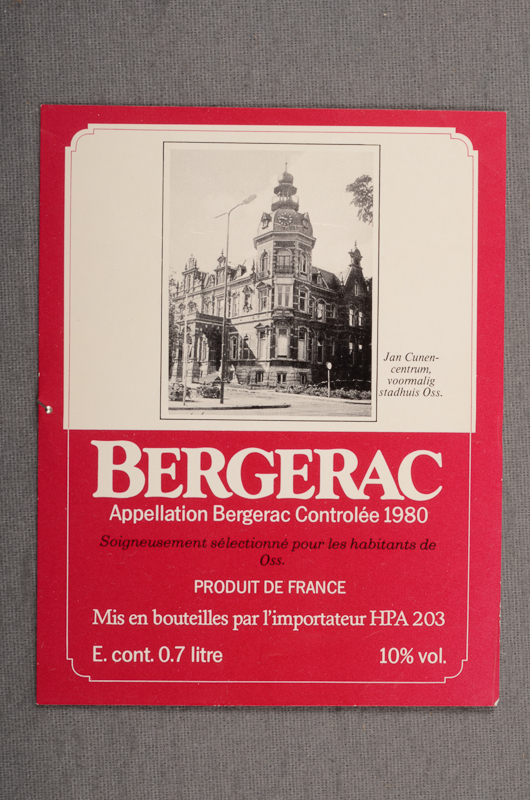 Jan Cunen-
centrum,
voormalig
stadhuis Oss.
BERGERAC
Appellation Bergerac Controlée 1980
Soigneusement sélectionné pour les habitants de
Oss.
PRODUIT DE FRANCE
Mis en bouteilles par l'importateur HPA 203
E. cont. 0.7 litre
10% vol.